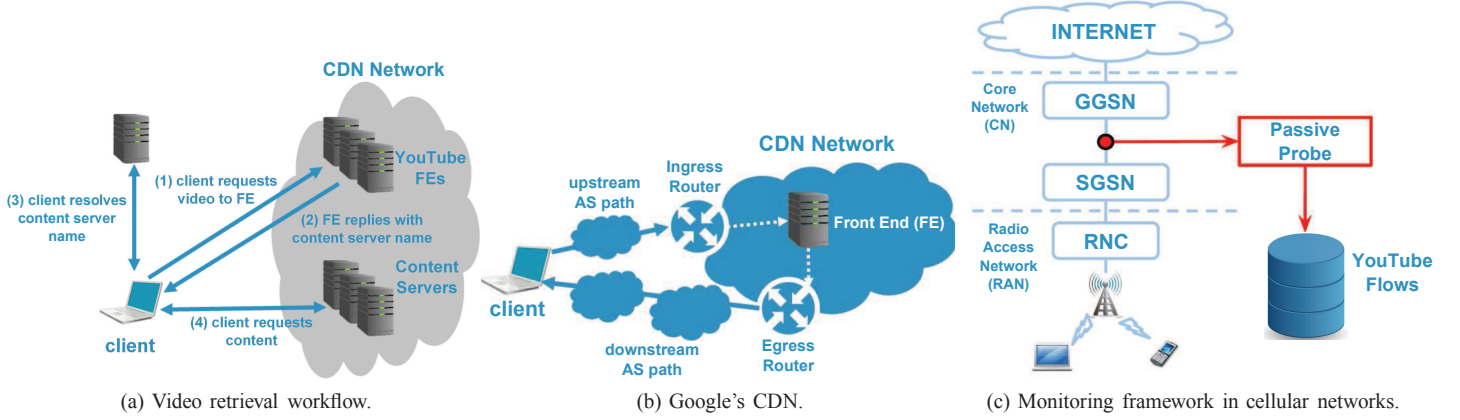 CDN Network
YouTube
FEs
(1) client requests
video to FE
(3) client resolves
content server
name
(2) FE replies with
content server name
Content
Servers
(4) client requests
content
client
(a) Video retrieval workflow.
CDN Network
Ingress
Router
upstream
AS path
Front End (FE)
client
downstream
AS path
Egress
Router
(b) Google's CDN.
INTERNET
Core
Network
(CN)
GGSN
Passive
Probe
SGSN
Radio
Access
Network
(RAN)
RNC
YouTube
Flows
(c) Monitoring framework in cellular networks.